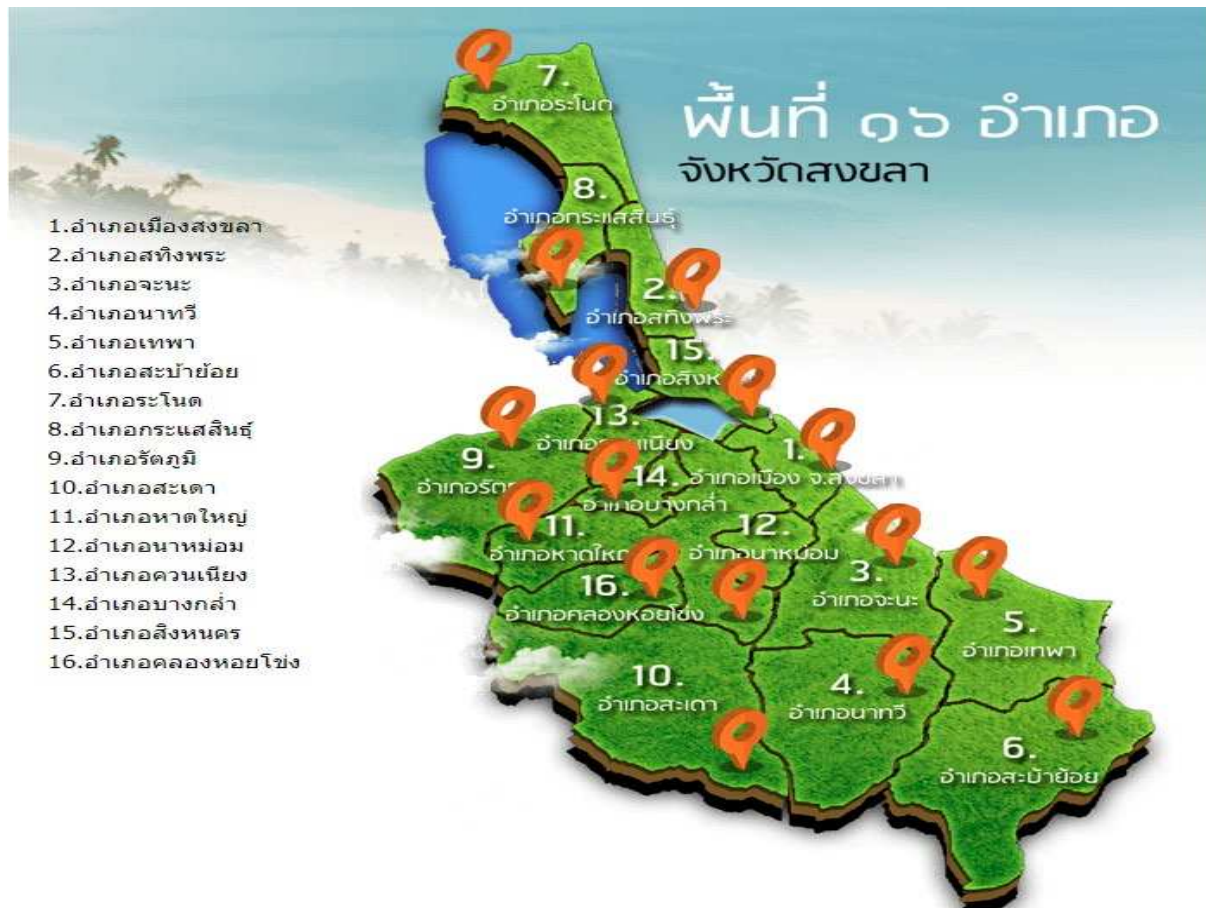 พื้นที่ ๑๖ อำเภอ
จังหวัดสงขลา
1.อำเภอเมืองสงขลา
2.อำเภอสทิงพระ
3.อำเภอจะนะ
4.อำเภอนาทวี
5.อำเภอเทพา
6.อำเภอสะบ้าย้อย
7.อำเภอระโนด
8.อำเภอกระแสสินธุ์
9.อำเภอรัตภูมิ
10.อำเภอสะเดา
11.อำเภอหาดใหญ่
12.อำเภอนาหม่อม
13.อำเภอควนเนียง
14.อำเภอบางกล่ำ
15.อำเภอสิงหนคร
16.อำเภอคลองหอยโข่ง
7.
อำเภอระโนด
8.
อำเภอกระแสสินธุ์
2.
อำเภอสทิงพระ
15.
13.
1.
อำเภอเมือง จ.สงขลา
9.
14.
อำเภอบางกล่ำ
11.
12.
อำเภอนาหม่อม
3.
อำเภอจะนะ
16.
อำเภอคลองหอยโข่ง
5.
อำเภอเทพา
10.
อำเภอสะเดา
4.
อำเภอนาทวี
6.
อำเภอสะบ้าย้อย